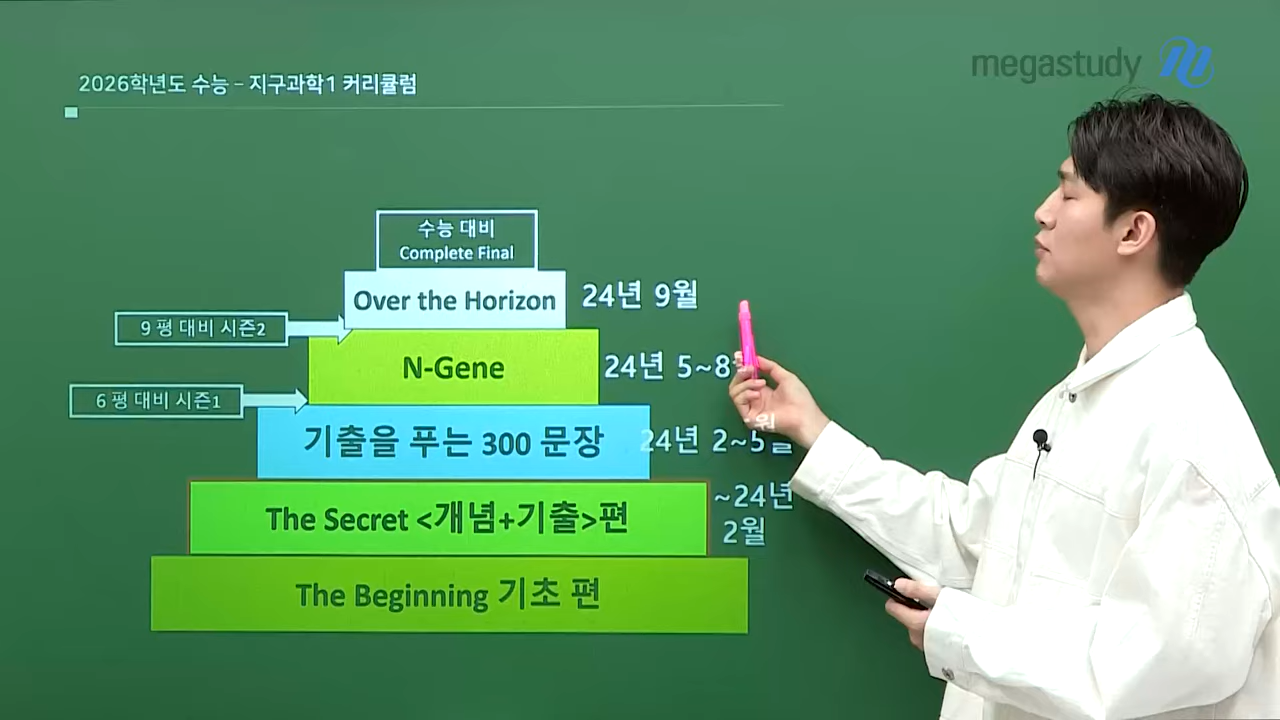 megastudy
2026학년도 수능 – 지구과학1 커리큘럼
수능 대비
Complete Final
Over the Horizon
24년 9월
9 평 대비 시즌2
N-Gene
24년 5~8
6 평 대비 시즌1
기출을 푸는 300 문장
24년 2~5월
The Secret <개념+기출>편
~24년
2월
The Beginning 기초 편